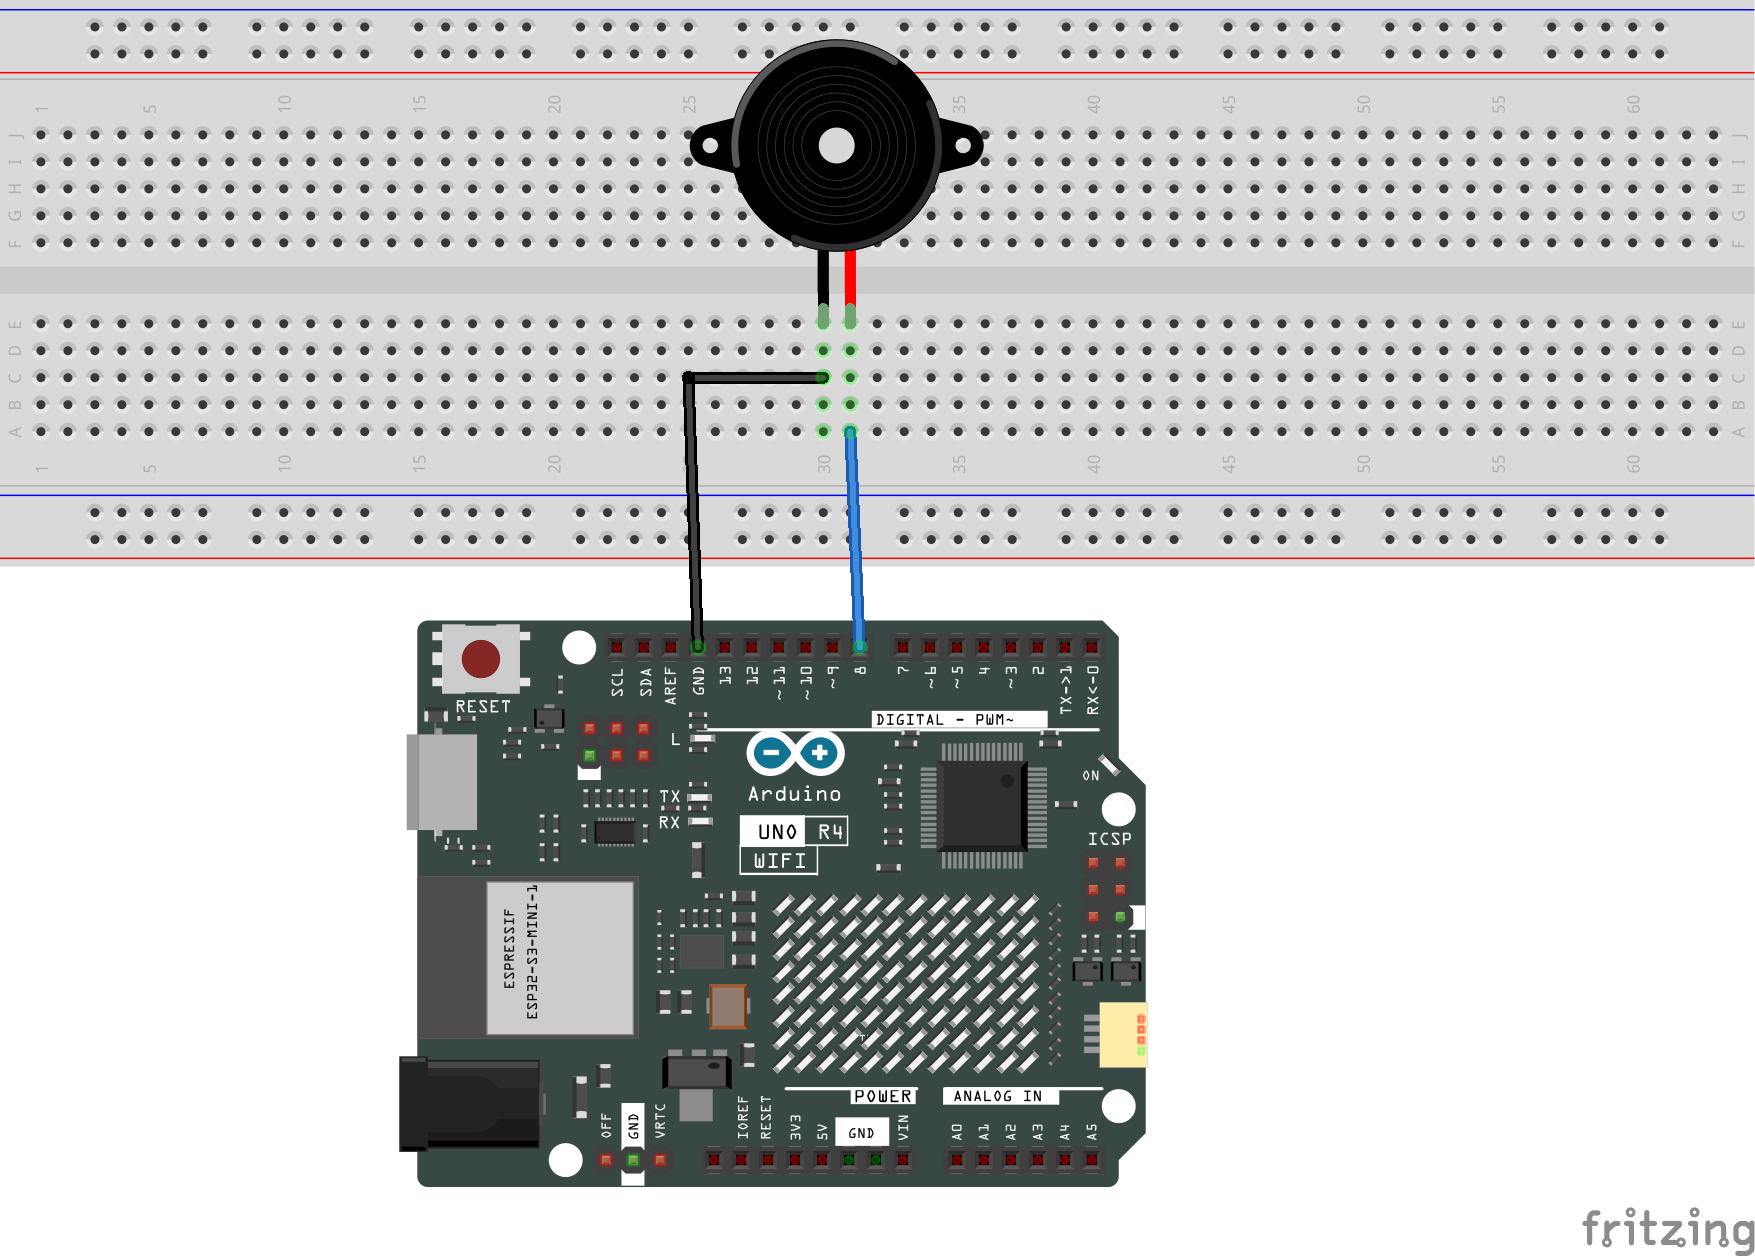 1 5 10 15 20 25 35 40 45 50 55 60
J J
I I
H H
G G
F F
E E
D D
C C
B B
A A
1 5 10 15 20 30 35 40 45 50 55 60
RESET
SCL SDA AREF GND 13 12 ~11 ~10 ~9 8 7 ~6 ~5 4 ~3 2 TX->1 RX<-0
DIGITAL - PWM~
L
ON
TX
Arduino
RX
UNO R4
WIFI
ICSP
ESPRESSIF
ESP32-S3-MINI-1
POWER
ANALOG IN
OFF GND VRTC IOREF RESET 3V3 5V GND VIN A0 A1 A2 A3 A4 A5
fritzing